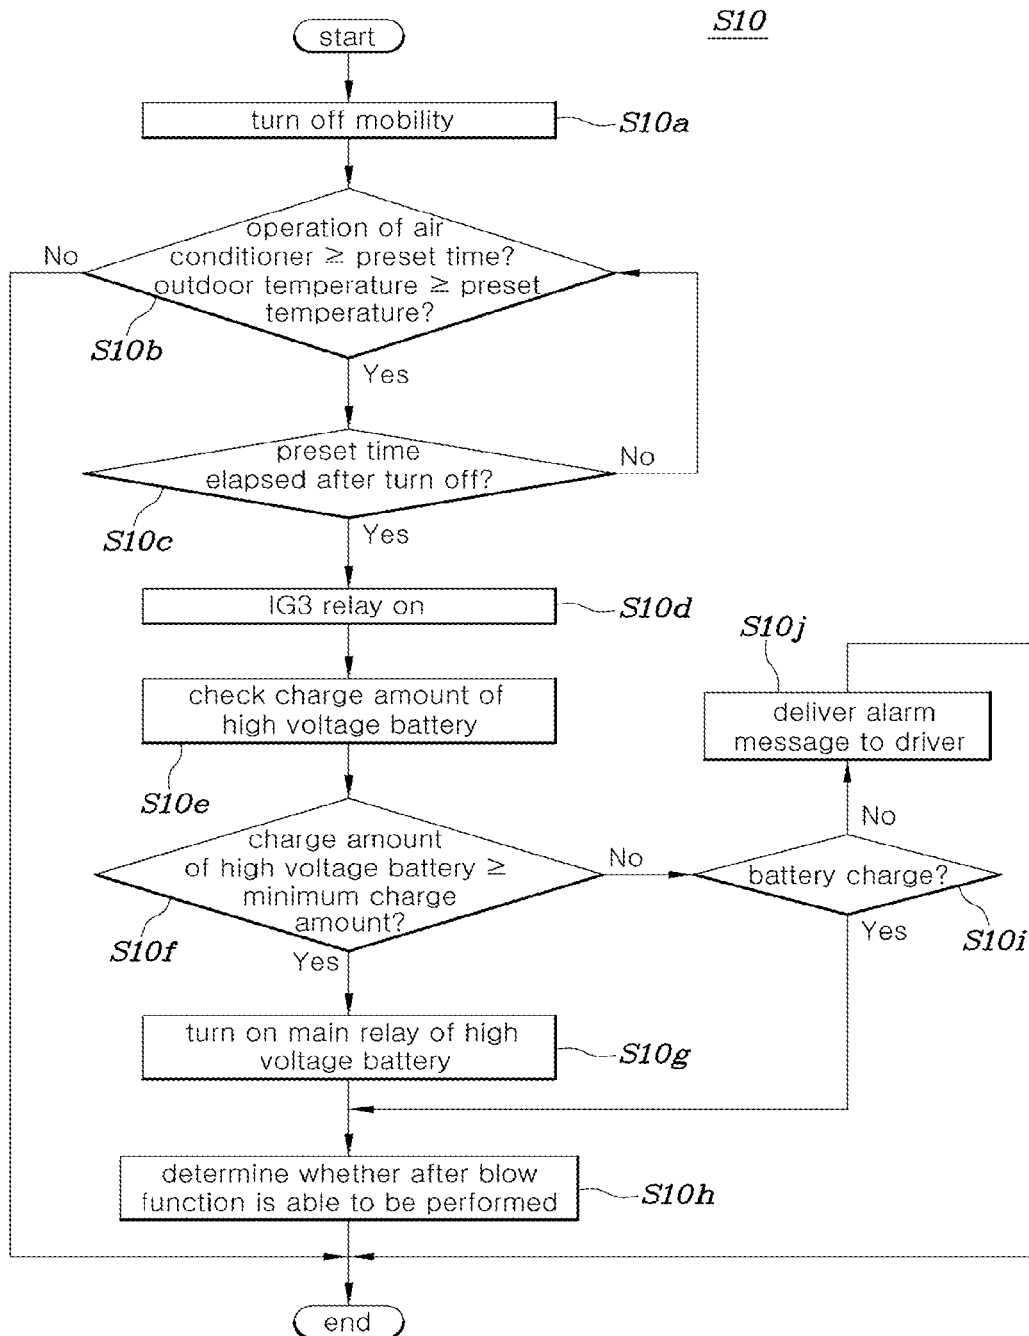 S10
start
turn off mobility
S10a
operation of air
conditioner ≥ preset time?
outdoor temperature ≥ preset
temperature?
No
S10b
Yes
preset time
elapsed after turn off?
No
S10c
Yes
IG3 relay on
S10d
S10j
check charge amount of
high voltage battery
deliver alarm
message to driver
S10e
No
charge amount
of high voltage battery ≥
minimum charge
amount?
No
battery charge?
S10f
Yes
Yes
S10i
turn on main relay of high
voltage battery
S10g
determine whether after blow
function is able to be performed
S10h
end